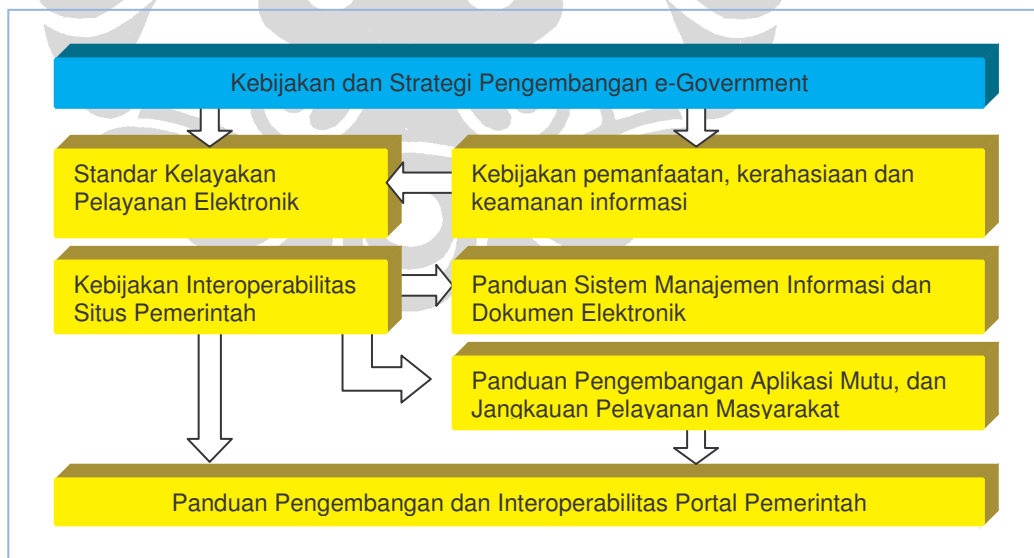 Kebijakan dan Strategi Pengembangan e-Government
Standar Kelayakan
Pelayanan Elektronik
Kebijakan pemanfaatan, kerahasiaan dan
keamanan informasi
Kebijakan Interoperabilitas
Situs Pemerintah
Panduan Sistem Manajemen Informasi dan
Dokumen Elektronik
Panduan Pengembangan Aplikasi Mutu, dan
Jangkauan Pelayanan Masyarakat
Panduan Pengembangan dan Interoperabilitas Portal Pemerintah